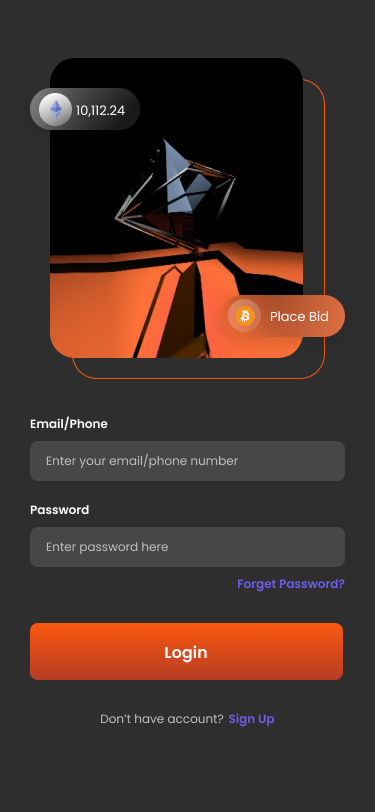 10,112.24
Place Bid
Email/Phone
Enter your email/phone number
Password
Enter password here
Forget Password?
Login
Don’t have account? Sign Up